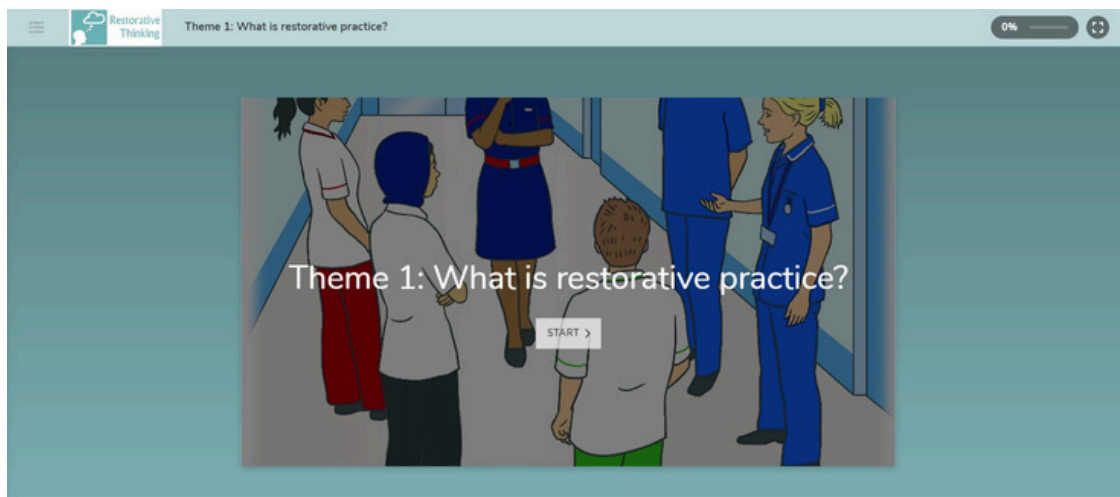 Restorative
Thinking
Theme 1: What is restorative practice?
0%
Theme 1: What is restorative practice?
START